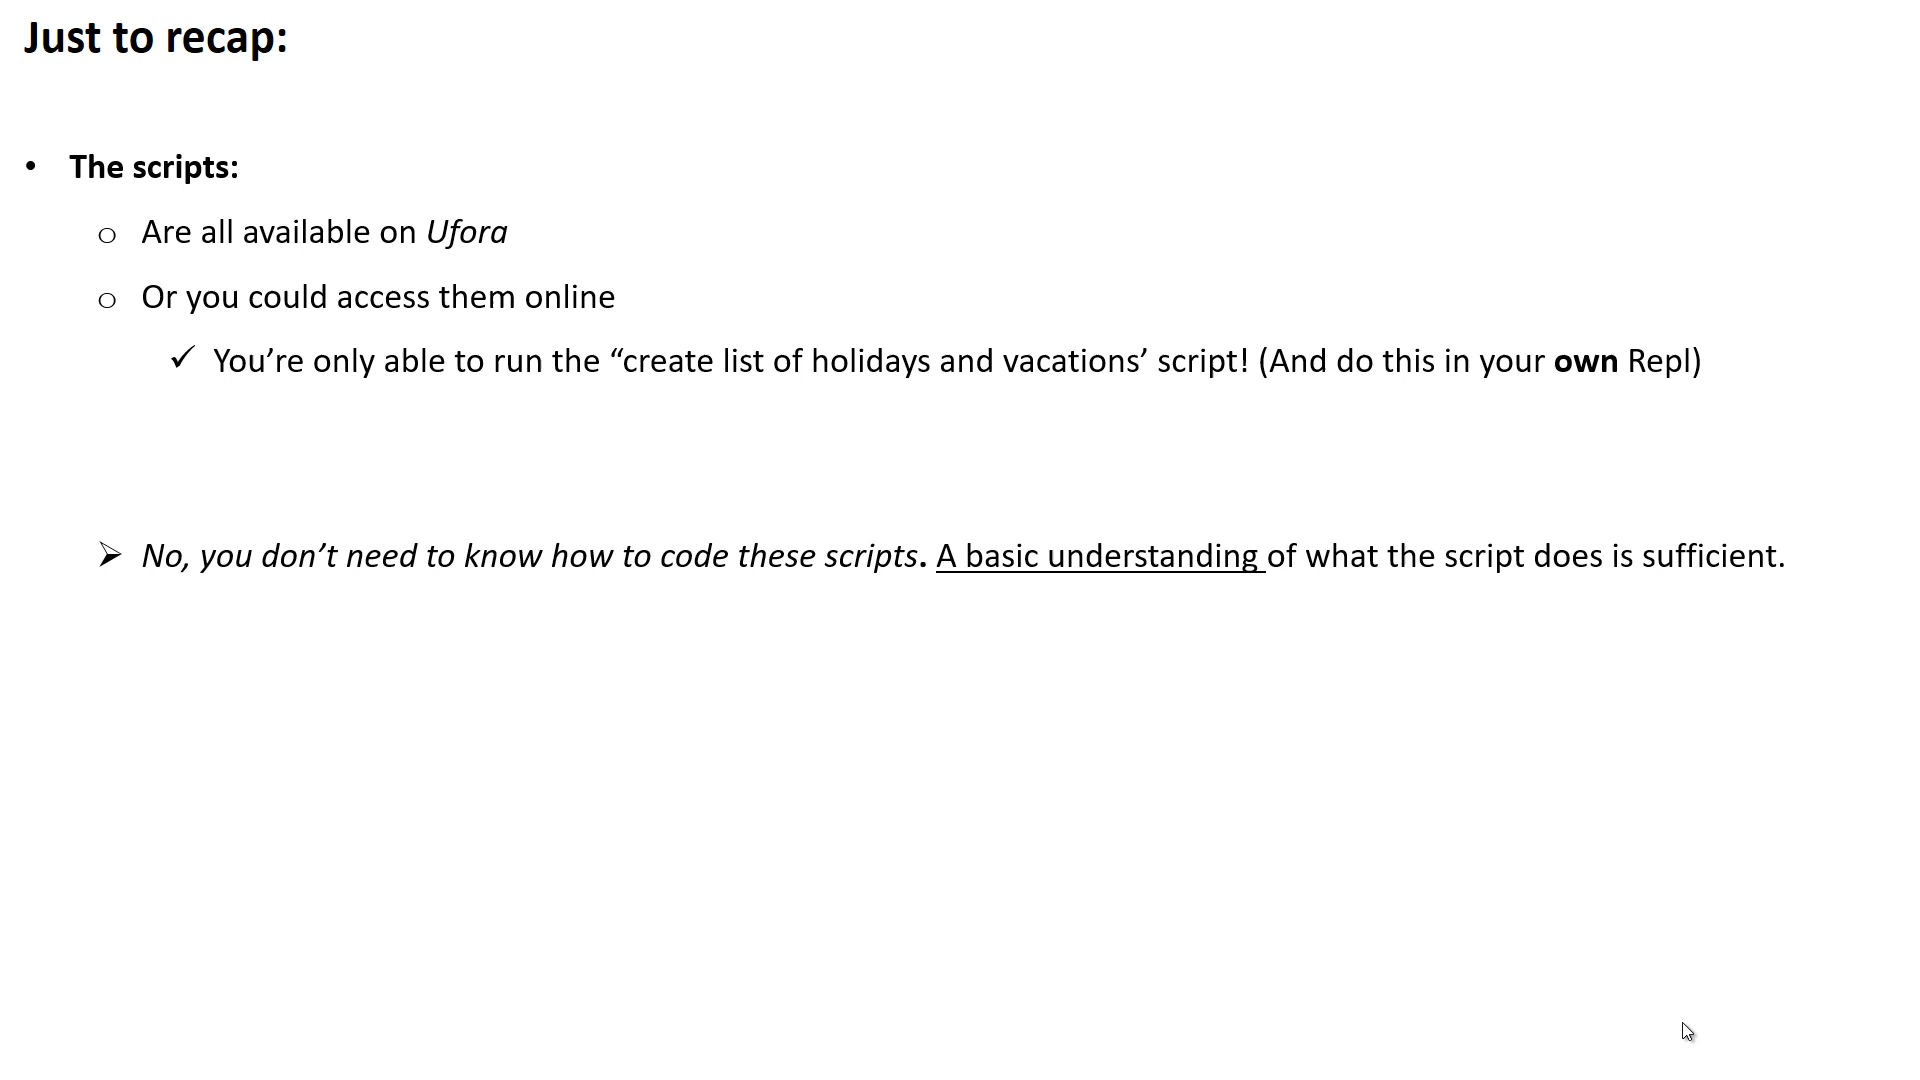 Just to recap:
• The scripts:
o Are all available on Ufora
o Or you could access them online
✓ You’re only able to run the “create list of holidays and vacations’ script! (And do this in your own Repl)
➢ No, you don’t need to know how to code these scripts. A basic understanding of what the script does is sufficient.